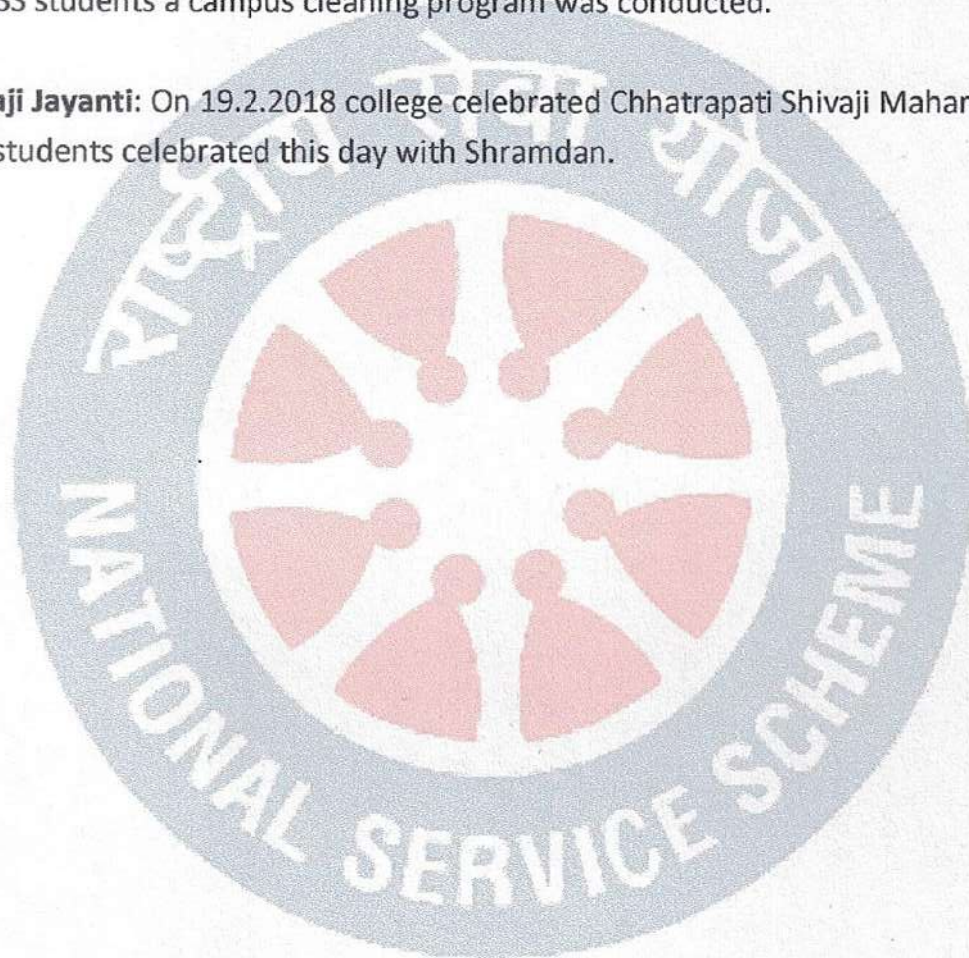 SS students a campus cleaning program was conducted.
aji Jayanti: On 19.2.2018 college celebrated Chhatrapati Shivaji Mahar
students celebrated this day with Shramdan.
राष्ट्रीय सेवा योजना
NATIONAL SERVICE SCHEME